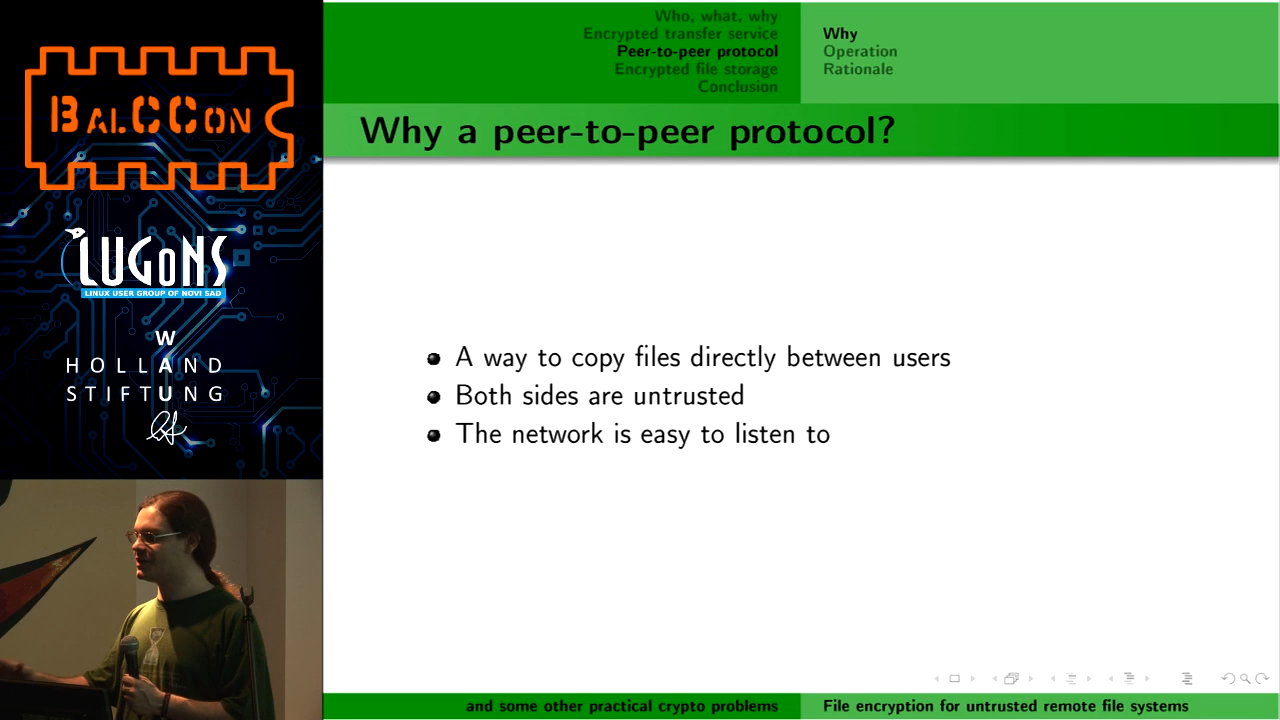 BALCCON
LUGONS
LINUX USER GROUP OF NOVI SAD
W
HOLLAND
STIFTUNG
Who, what, why
Encrypted transfer service
Peer-to-peer protocol
Encrypted file storage
Conclusion
Why
Operation
Rationale
Why a peer-to-peer protocol?
A way to copy files directly between users
Both sides are untrusted
The network is easy to listen to
and some other practical crypto problems
File encryption for untrusted remote file systems